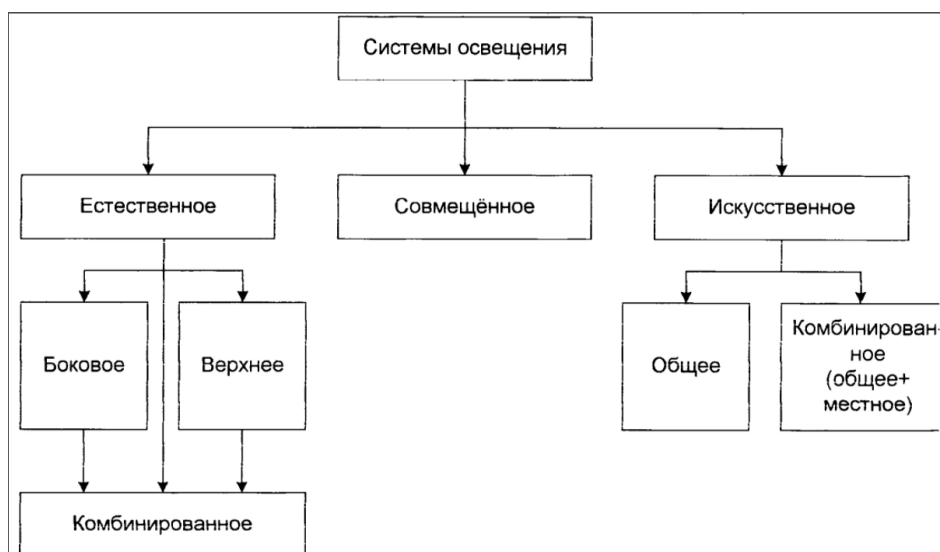 Системы освещения
Естественное
Совмещённое
Искусственное
Боковое
Верхнее
Общее
Комбинирован-
ное
(общее+
местное)
Комбинированное